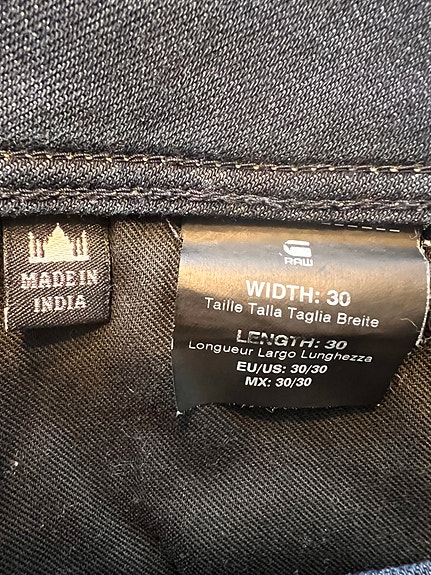 MADE IN
INDIA
RAW
WIDTH: 30
Taille Talla Taglia Breite
LENGTH: 30
Longueur Largo Lunghezza
EU/US: 30/30
MX: 30/30